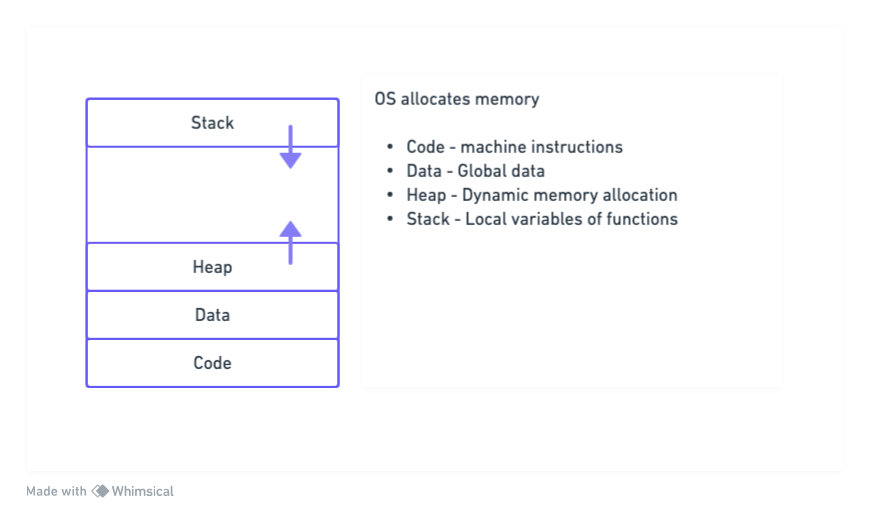 Stack
Heap
Data
Code
OS allocates memory
• Code - machine instructions
• Data - Global data
• Heap - Dynamic memory allocation
• Stack - Local variables of functions
Made with Whimsical